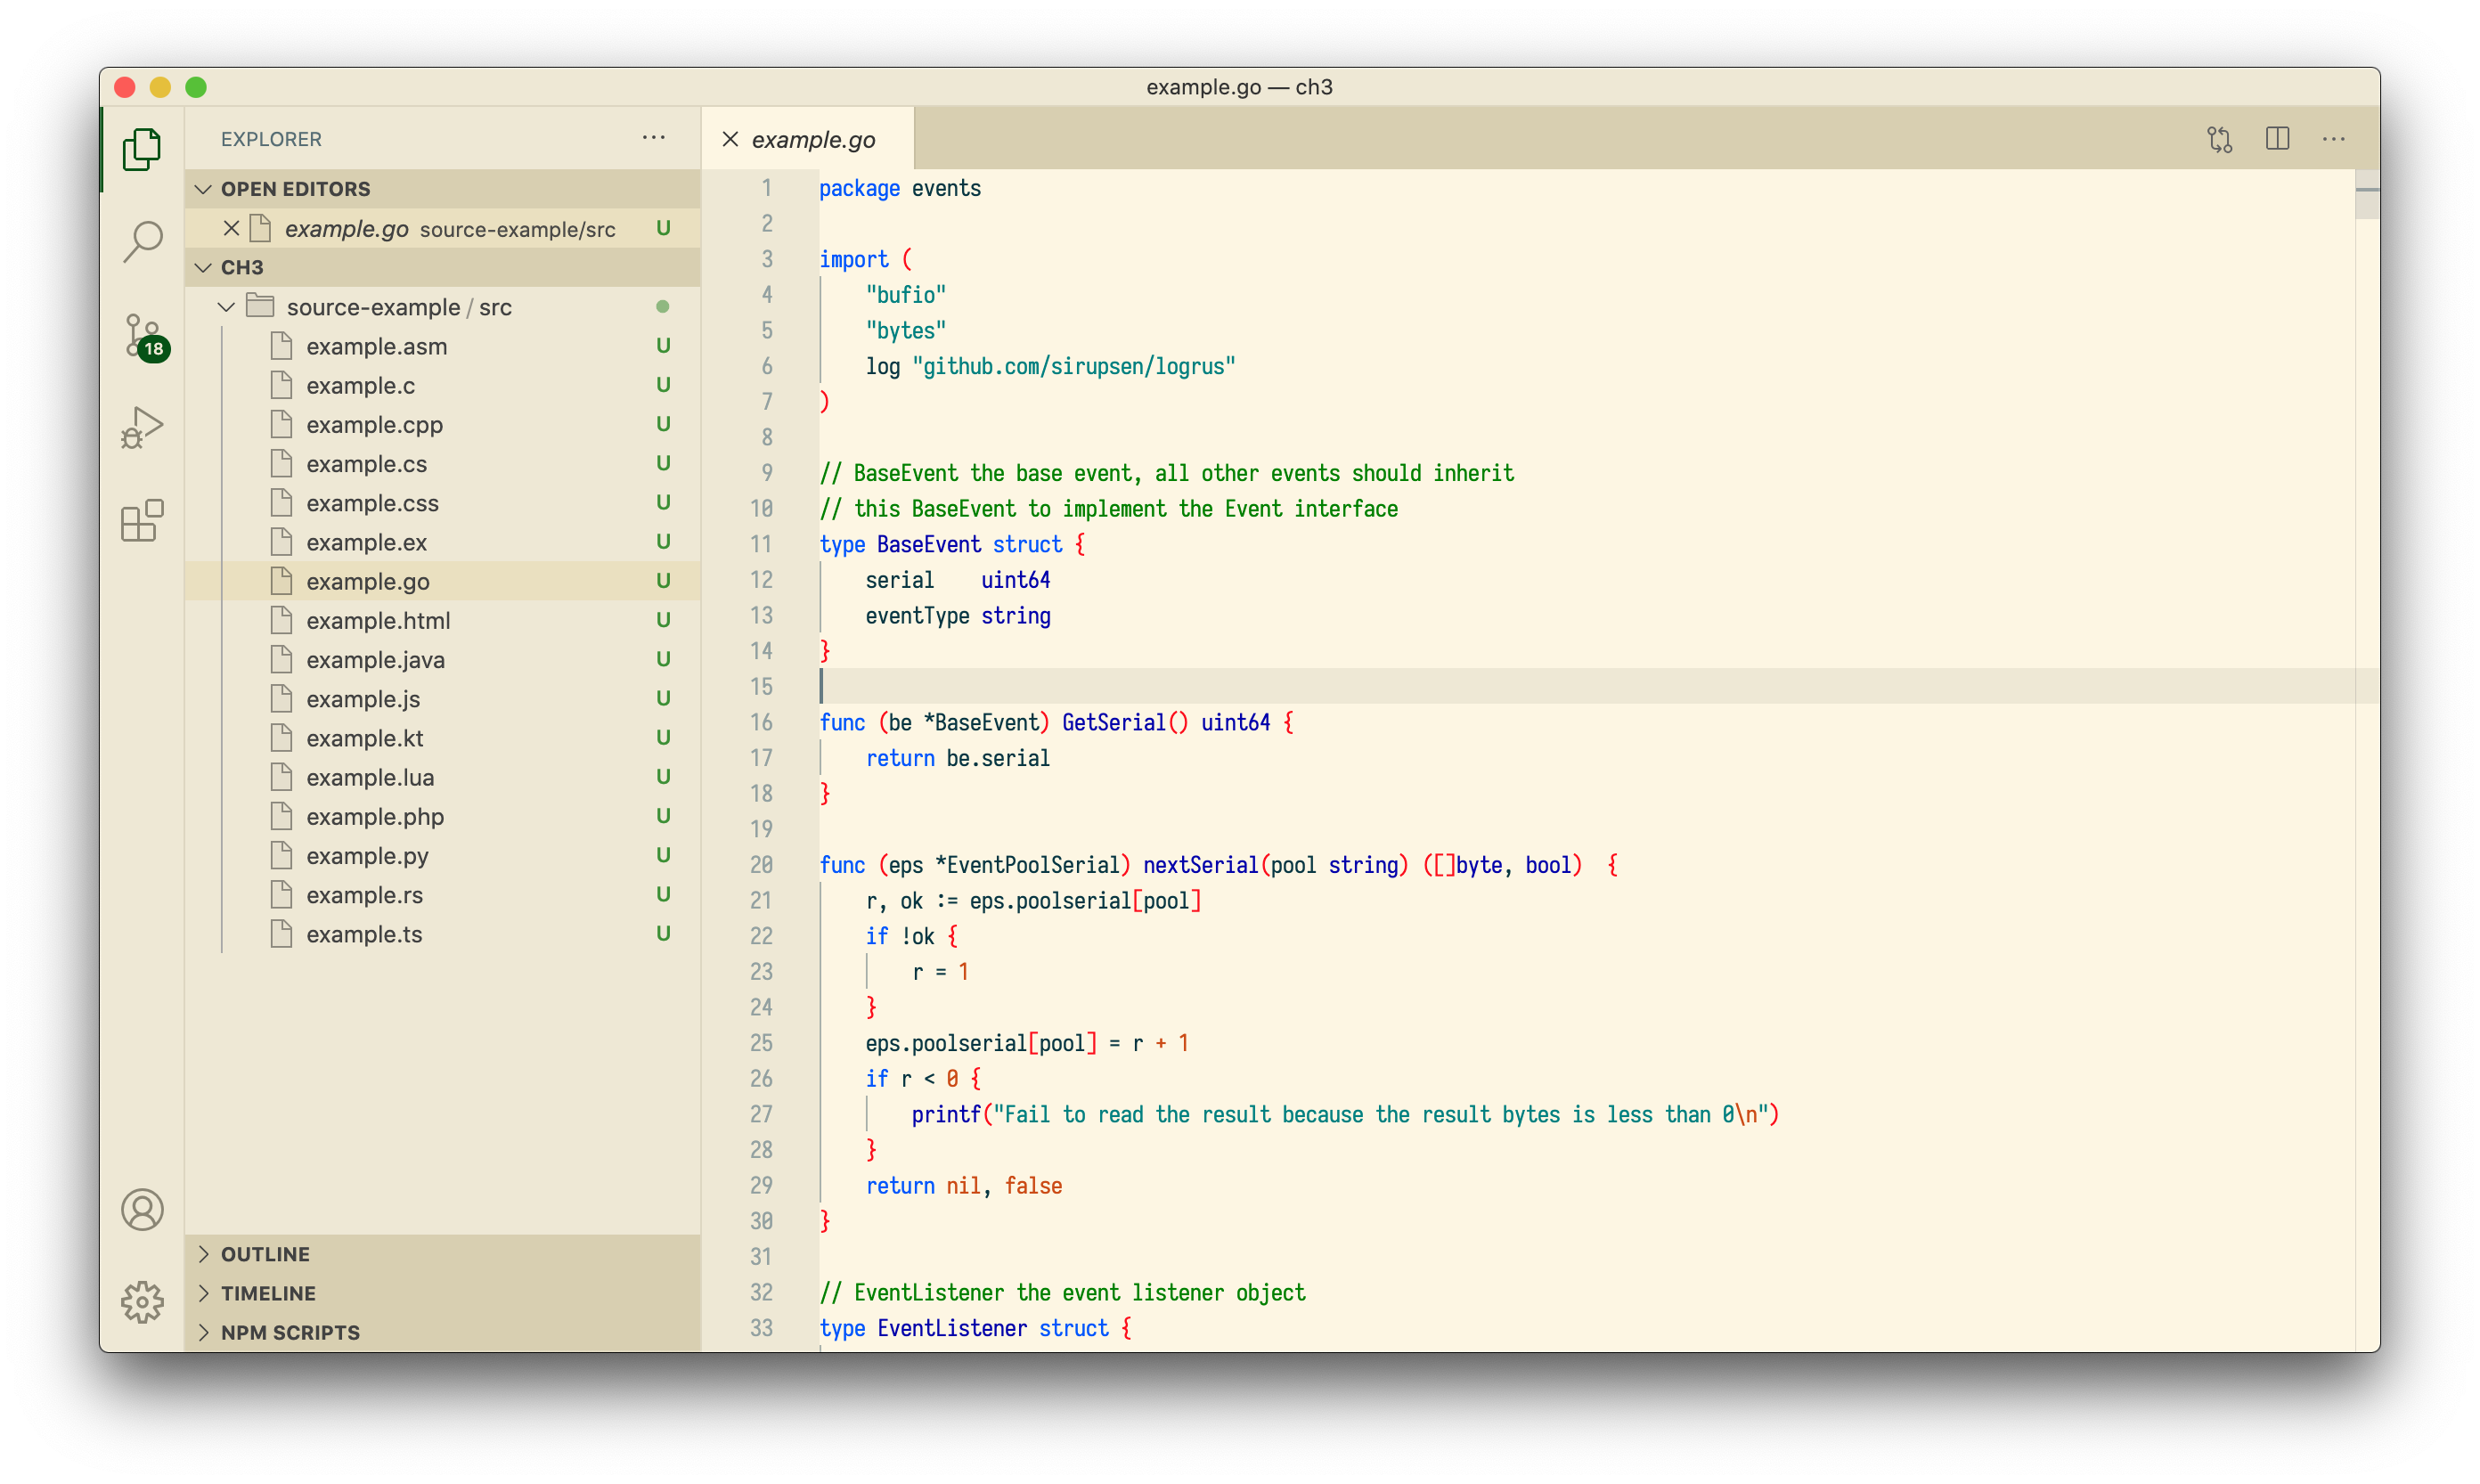 example.go — ch3
EXPLORER
OPEN EDITORS
example.go source-example/src U
CH3
source-example / src
example.asm U
example.c U
example.cpp U
example.cs U
example.css U
example.ex U
example.go U
example.html U
example.java U
example.js U
example.kt U
example.lua U
example.php U
example.py U
example.rs U
example.ts U
OUTLINE
TIMELINE
NPM SCRIPTS
18
example.go
1 package events
2
3 import (
4     "bufio"
5     "bytes"
6     log "github.com/sirupsen/logrus"
7 )
8
9 // BaseEvent the base event, all other events should inherit
10 // this BaseEvent to implement the Event interface
11 type BaseEvent struct {
12     serial    uint64
13     eventType string
14 }
15
16 func (be *BaseEvent) GetSerial() uint64 {
17     return be.serial
18 }
19
20 func (eps *EventPoolSerial) nextSerial(pool string) ([]byte, bool)  {
21     r, ok := eps.poolserial[pool]
22     if !ok {
23         r = 1
24     }
25     eps.poolserial[pool] = r + 1
26     if r < 0 {
27         printf("Fail to read the result because the result bytes is less than 0\n")
28     }
29     return nil, false
30 }
31
32 // EventListener the event listener object
33 type EventListener struct {